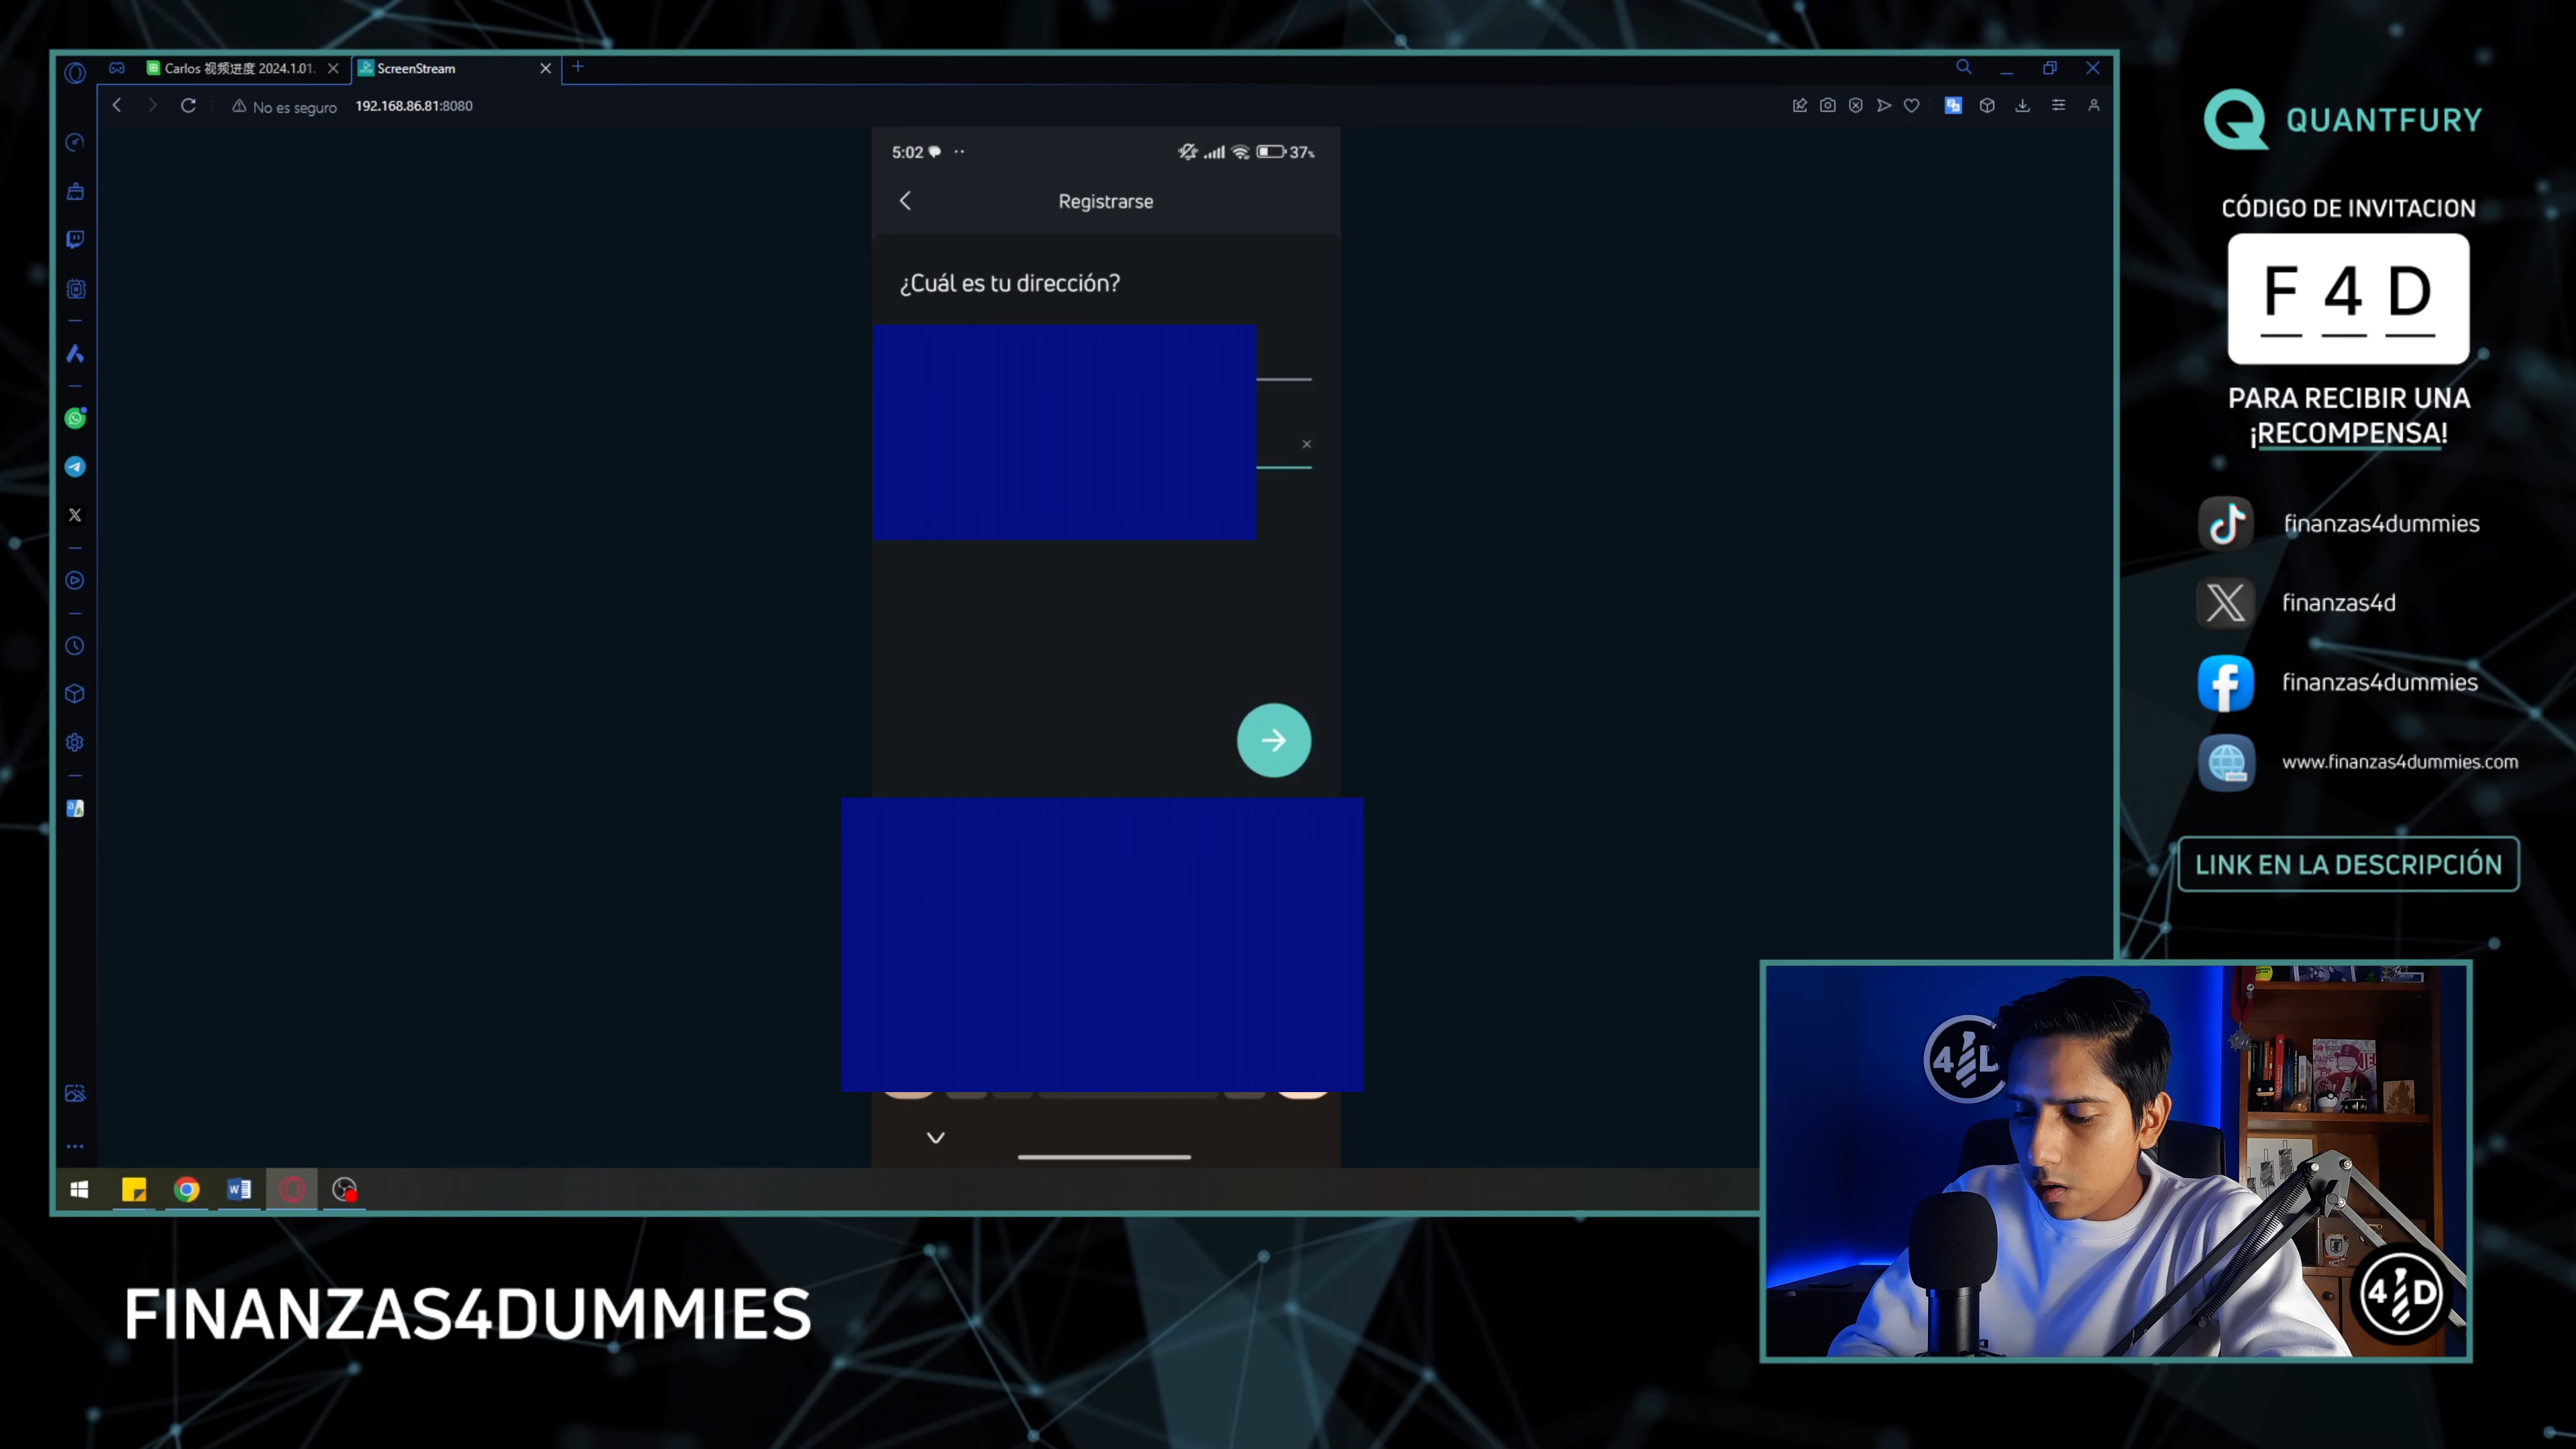 Carlos 视频进度 2024.1.01.
ScreenStream
No es seguro
192.168.86.81:8080
5:02
37%
Registrarse
¿Cuál es tu dirección?
QUANTFURY
CÓDIGO DE INVITACION
F 4 D
PARA RECIBIR UNA
¡RECOMPENSA!
finanzas4dummies
finanzas4d
finanzas4dummies
www.finanzas4dummies.com
LINK EN LA DESCRIPCIÓN
4 D
4 D
FINANZAS4DUMMIES